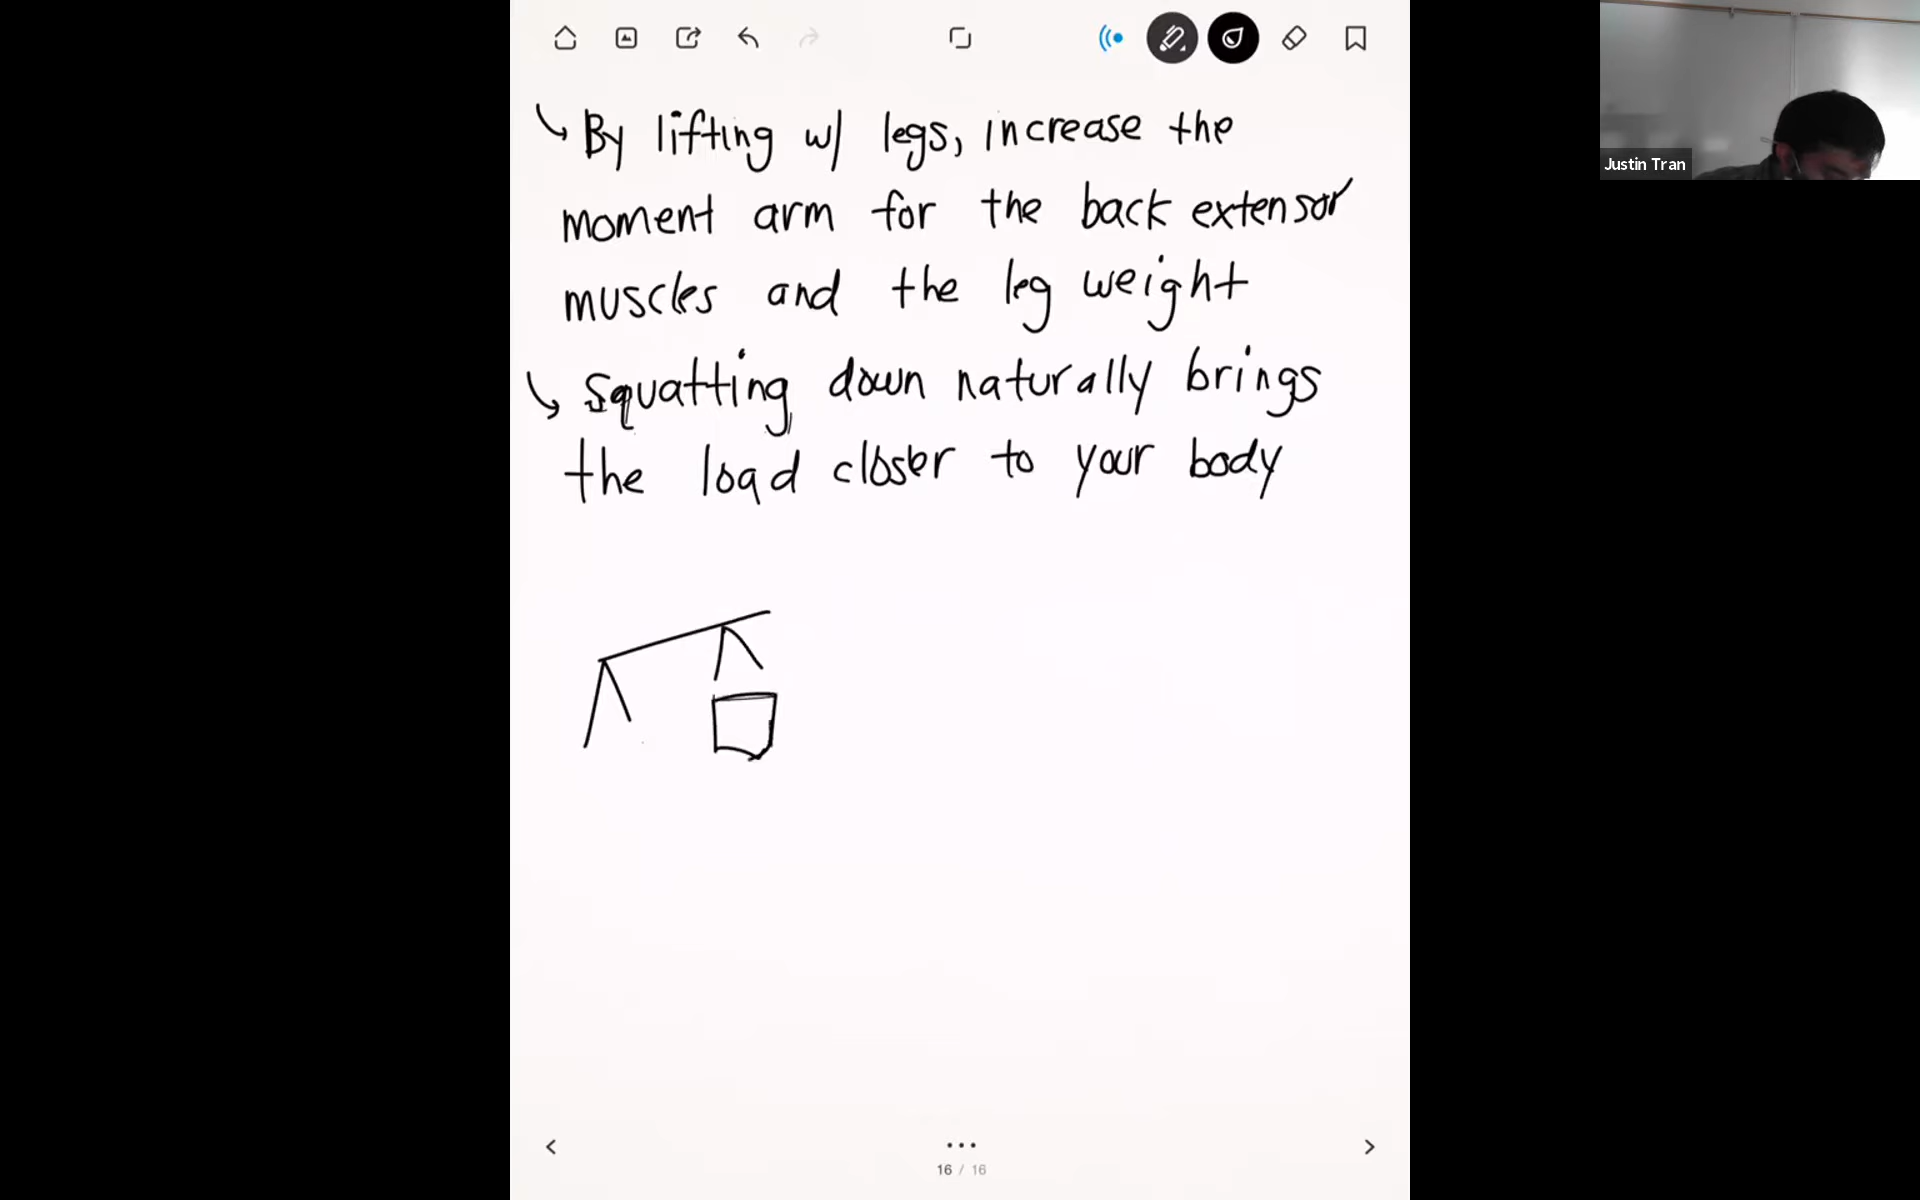 By lifting w/ legs, increase the
moment arm for the back extensor
muscles and the leg weight
Squatting down naturally brings
the load closer to your body
16 / 16
Justin Tran